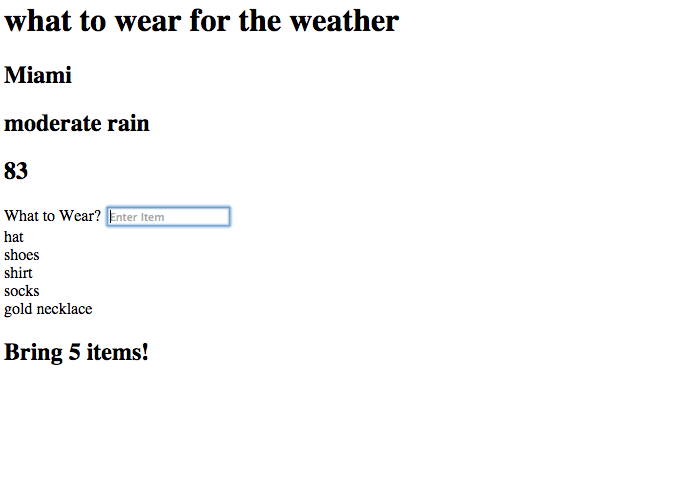 what to wear for the weather
Miami
moderate rain
83
What to Wear? Enter Item
hat
shoes
shirt
socks
gold necklace
Bring 5 items!